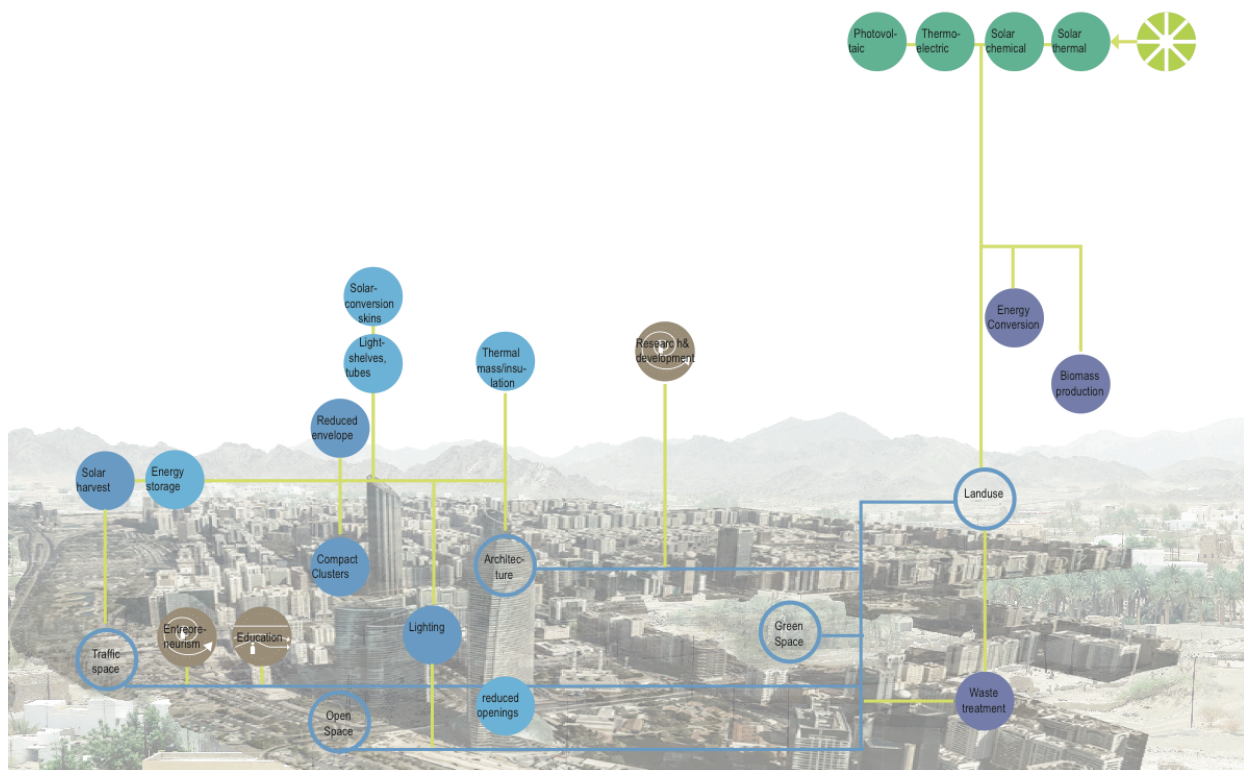 Photovol-
taic
Thermo-
electric
Solar
chemical
Solar
thermal
Solar-
conversion
skins
Energy
Conversion
Light-
shelves,
tubes
Thermal
mass/insu-
lation
Research&
development
Biomass
production
Reduced
envelope
Solar
harvest
Energy
storage
Landuse
Compact
Clusters
Architec-
ture
Entrepre-
neurism
Education
Lighting
Green
Space
Traffic
space
Open
Space
reduced
openings
Waste
treatment